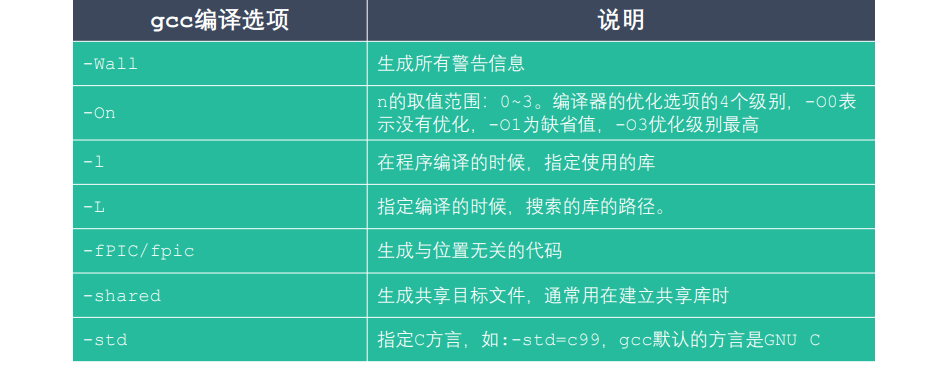 gcc编译选项
说明
-Wall
生成所有警告信息
-On
n的取值范围：0~3。编译器的优化选项的4个级别，-O0表
示没有优化，-O1为缺省值，-O3优化级别最高
-l
在程序编译的时候，指定使用的库
-L
指定编译的时候，搜索的库的路径。
-fPIC/fpic
生成与位置无关的代码
-shared
生成共享目标文件，通常用在建立共享库时
-std
指定C方言，如:-std=c99，gcc默认的方言是GNU C